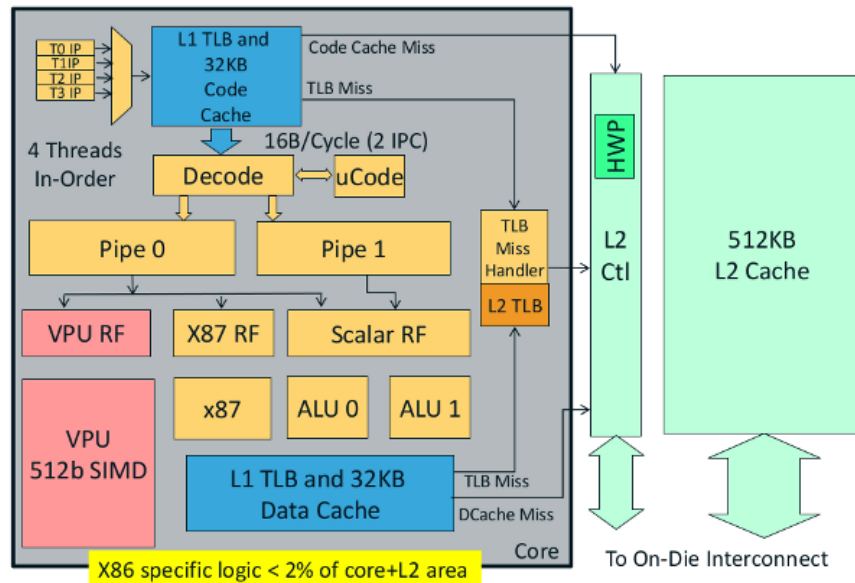 T0 IP
T1IP
T2 IP
T3 IP
L1 TLB and
32KB
Code
Cache
Code Cache Miss
TLB Miss
16B/Cycle (2 IPC)
4 Threads
In-Order
Decode
uCode
Pipe 0
Pipe 1
TLB
Miss
Handler
L2 TLB
HWP
L2
Ctl
512KB
L2 Cache
VPU RF
X87 RF
Scalar RF
VPU
512b SIMD
x87
ALU 0
ALU 1
L1 TLB and 32KB
Data Cache
TLB Miss
DCache Miss
Core
To On-Die Interconnect
X86 specific logic < 2% of core+L2 area